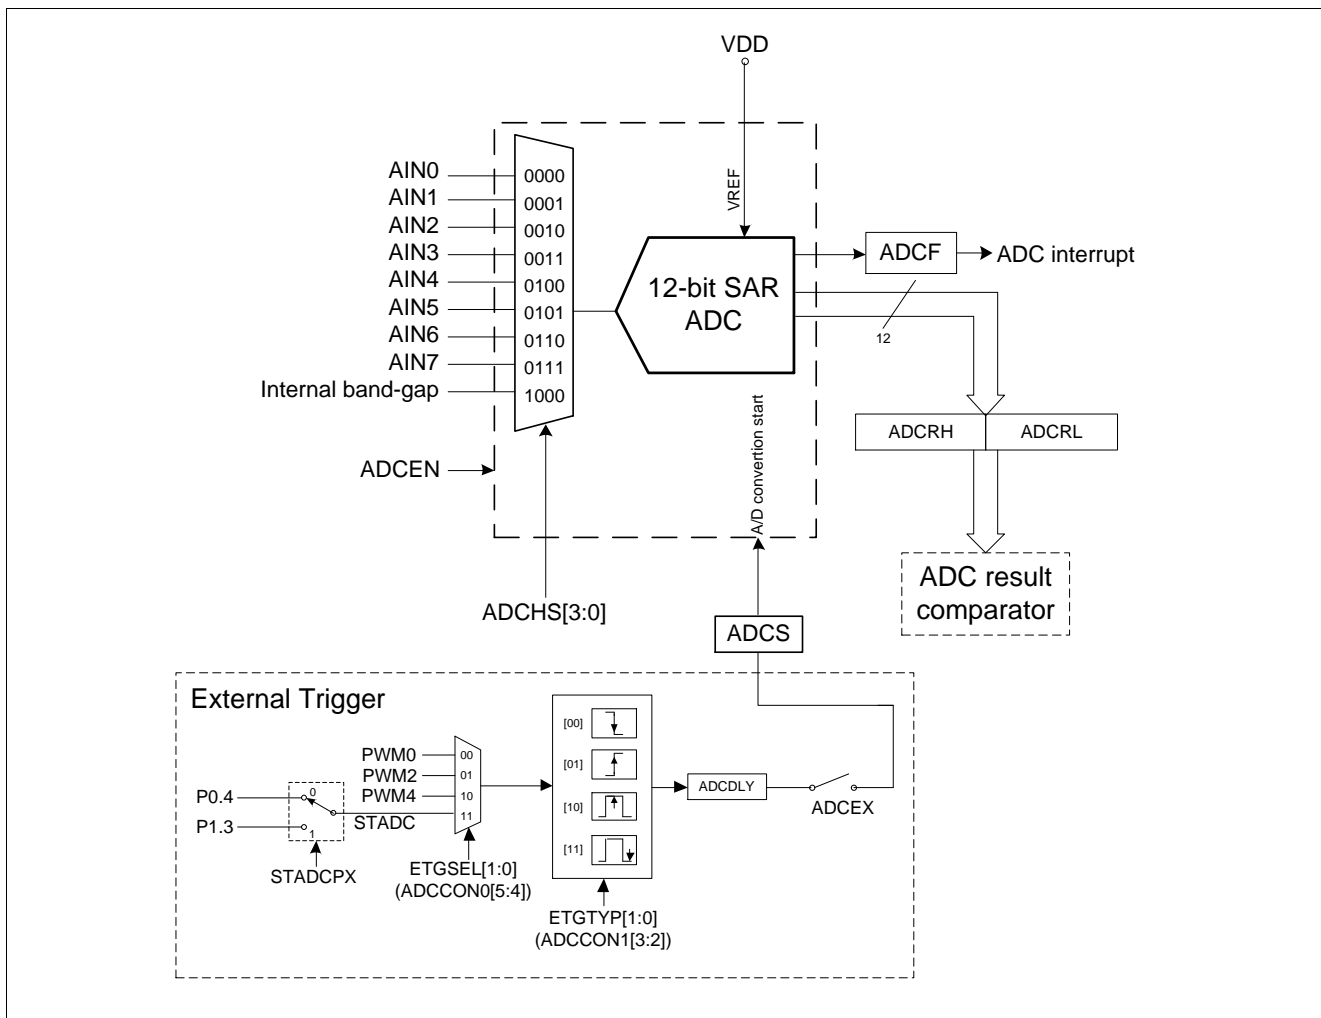 VDD
VREF
AIN0 0000
AIN1 0001
AIN2 0010
AIN3 0011
AIN4 0100
AIN5 0101
AIN6 0110
AIN7 0111
Internal band-gap 1000
12-bit SAR
ADC
ADCF
ADC interrupt
12
ADCRH ADCRL
ADCEN
A/D convertion start
ADC result
comparator
ADCHS[3:0]
ADCS
External Trigger
PWM0 00
PWM2 01
PWM4 10
STADC 11
P0.4 0
P1.3 1
STADCPX
ETGSEL[1:0]
(ADCCON0[5:4])
[00]
[01]
[10]
[11]
ETGTYP[1:0]
(ADCCON1[3:2])
ADCDLY
ADCEX